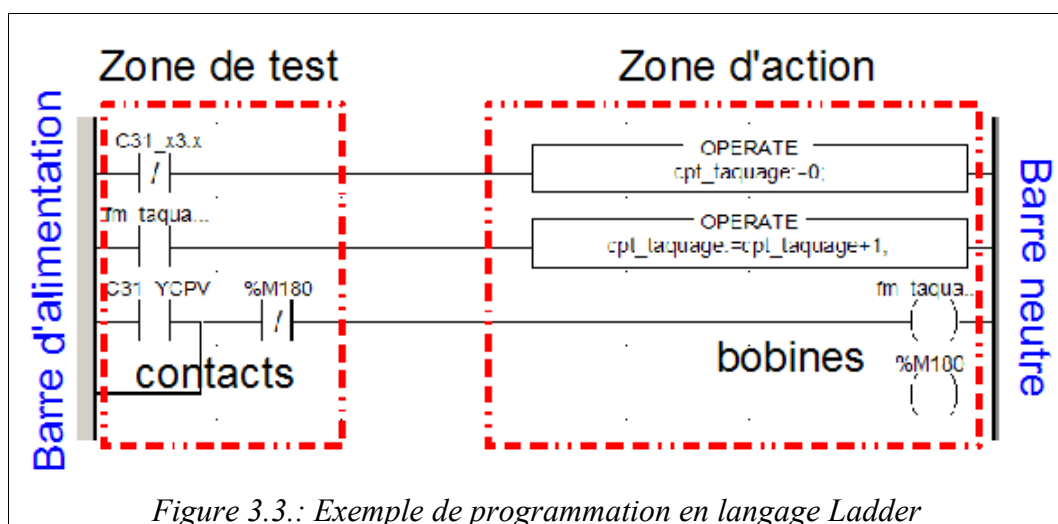 Zone de test
Zone d'action
Barre d'alimentation
C31_x3.x
OPERATE
cpt_taquage:=0;
fm_taqua...
OPERATE
cpt_taquage:=cpt_taquage+1;
C31_YCPV
%M180
fm_taqua...
contacts
bobines
%M180
Barre neutre
Figure 3.3.: Exemple de programmation en langage Ladder